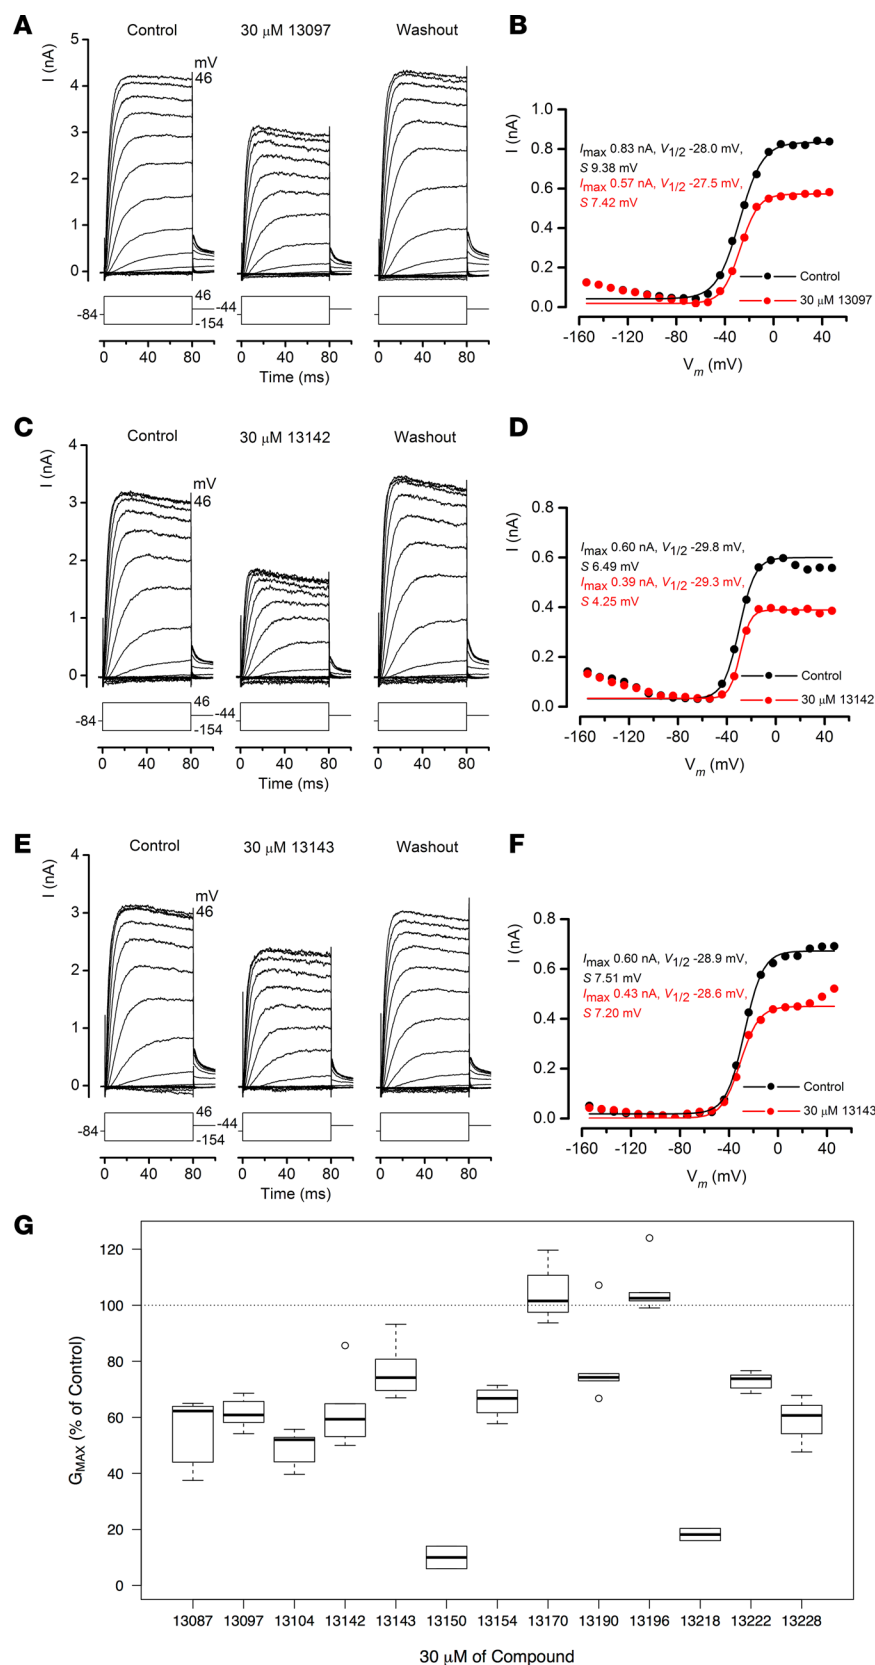 A
Control
30 μM 13097
Washout
I (nA)
5
4
3
2
1
0
mV
46
-84
46
-154
-44
0 40 80
0 40 80
0 40 80
Time (ms)
B
I (nA)
1.0
0.8
0.6
0.4
0.2
0.0
Imax 0.83 nA, V1/2 -28.0 mV,
S 9.38 mV
Imax 0.57 nA, V1/2 -27.5 mV,
S 7.42 mV
Control
30 μM 13097
-160 -120 -80 -40 0 40
Vm (mV)
C
Control
30 μM 13142
Washout
I (nA)
4
3
2
1
0
mV
46
-84
46
-154
-44
0 40 80
0 40 80
0 40 80
Time (ms)
D
I (nA)
0.8
0.6
0.4
0.2
0.0
Imax 0.60 nA, V1/2 -29.8 mV,
S 6.49 mV
Imax 0.39 nA, V1/2 -29.3 mV,
S 4.25 mV
Control
30 μM 13142
-160 -120 -80 -40 0 40
Vm (mV)
E
Control
30 μM 13143
Washout
I (nA)
4
3
2
1
0
mV
46
-84
46
-154
-44
0 40 80
0 40 80
0 40 80
Time (ms)
F
I (nA)
0.8
0.6
0.4
0.2
0.0
Imax 0.60 nA, V1/2 -28.9 mV,
S 7.51 mV
Imax 0.43 nA, V1/2 -28.6 mV,
S 7.20 mV
Control
30 μM 13143
-160 -120 -80 -40 0 40
Vm (mV)
G
GMAX (% of Control)
120
100
80
60
40
20
0
13087 13097 13104 13142 13143 13150 13154 13170 13190 13196 13218 13222 13228
30 μM of Compound